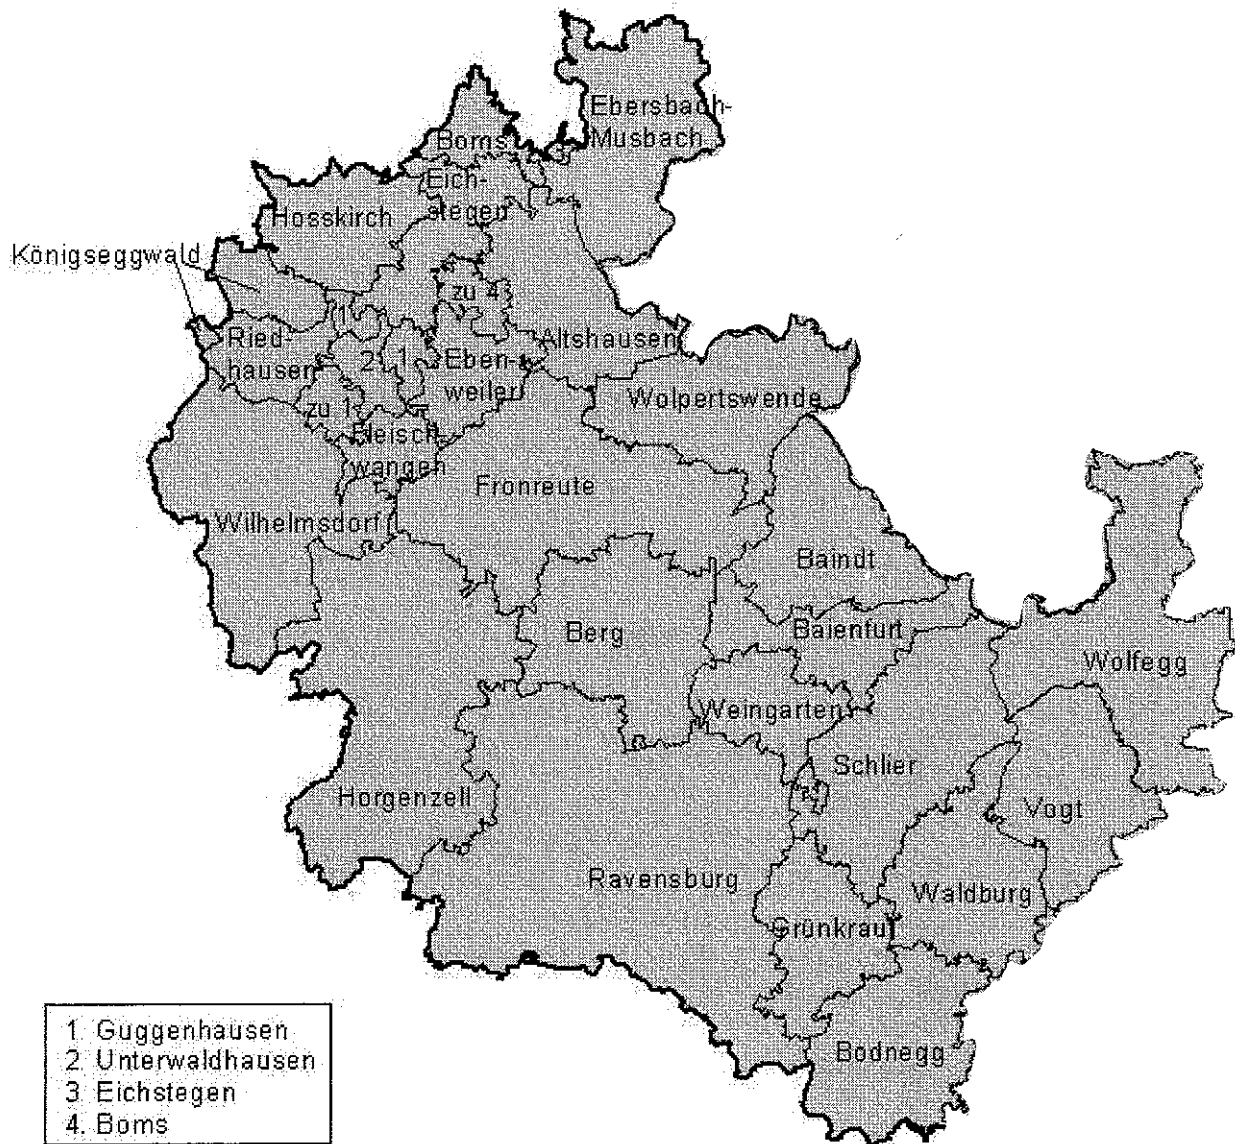 Ebersbach-
Musbach
Boms
3
Eich-
stegen
Hosskirch
Königseggwald
zu 4
1
Ried-
hausen
Altshausen
2
1
Eben-
weiler
Wolpertswende
zu 1
Fleisch-
wangen
Fronreute
Wilhelmsdorf
Baindt
Berg
Baienfurt
Wolfegg
Weingarten
Schlier
Horgenzell
Vogt
Ravensburg
Waldburg
Grünkraut
Bodnegg
1. Guggenhausen
2. Unterwaldhausen
3. Eichstegen
4. Boms